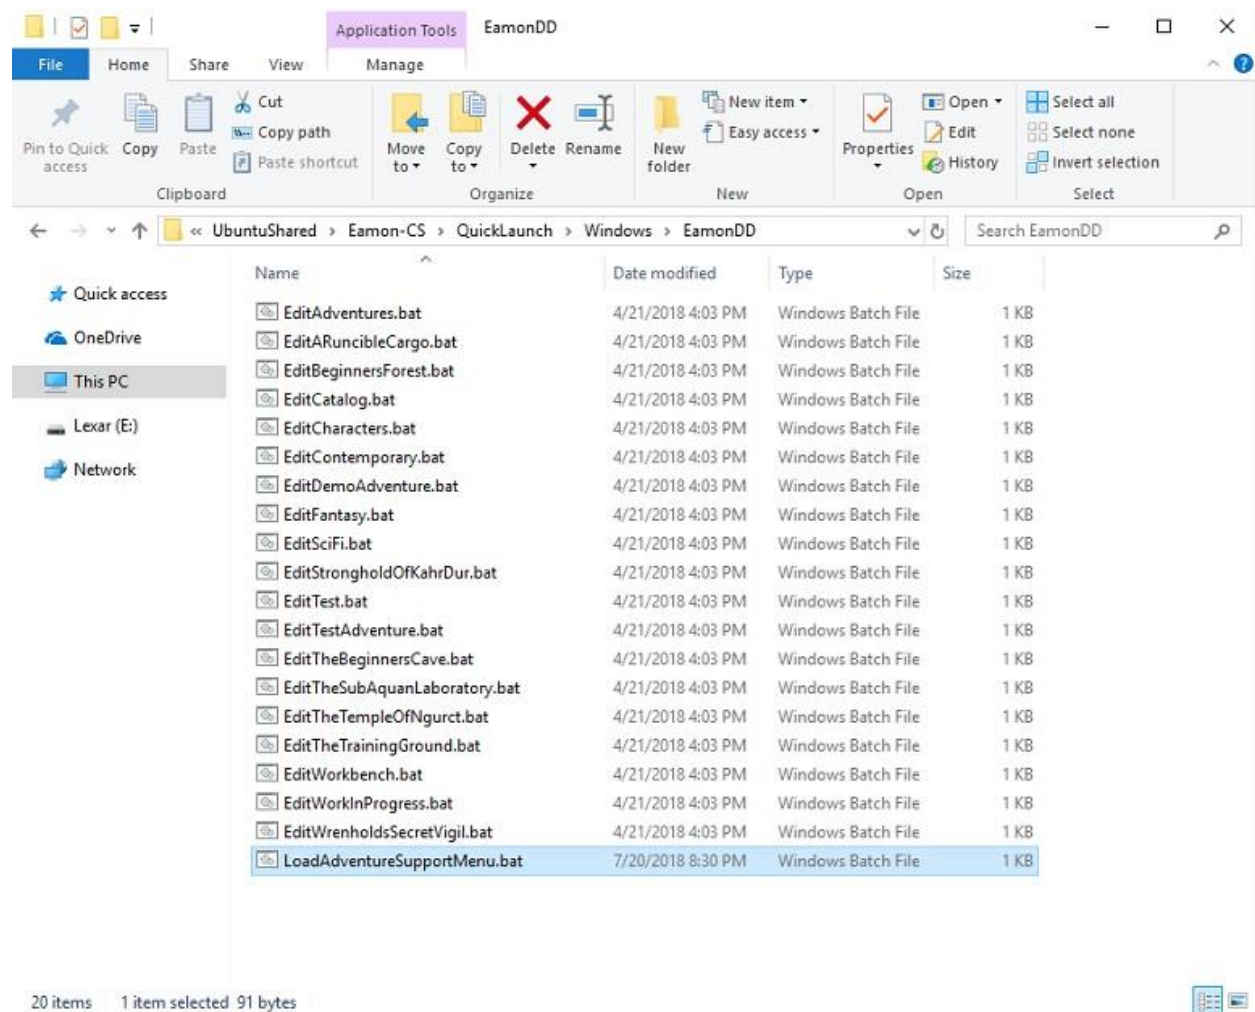 Application Tools EamonDD
File Home Share View Manage
Pin to Quick access
Copy
Paste
Cut
Copy path
Paste shortcut
Clipboard
Move to
Copy to
Delete
Rename
Organize
New folder
New item
Easy access
New
Properties
Open
Edit
History
Open
Select all
Select none
Invert selection
Select
« UbuntuShared › Eamon-CS › QuickLaunch › Windows › EamonDD
Search EamonDD
Quick access
OneDrive
This PC
Lexar (E:)
Network
Name Date modified Type Size
EditAdventures.bat 4/21/2018 4:03 PM Windows Batch File 1 KB
EditARuncibleCargo.bat 4/21/2018 4:03 PM Windows Batch File 1 KB
EditBeginnersForest.bat 4/21/2018 4:03 PM Windows Batch File 1 KB
EditCatalog.bat 4/21/2018 4:03 PM Windows Batch File 1 KB
EditCharacters.bat 4/21/2018 4:03 PM Windows Batch File 1 KB
EditContemporary.bat 4/21/2018 4:03 PM Windows Batch File 1 KB
EditDemoAdventure.bat 4/21/2018 4:03 PM Windows Batch File 1 KB
EditFantasy.bat 4/21/2018 4:03 PM Windows Batch File 1 KB
EditSciFi.bat 4/21/2018 4:03 PM Windows Batch File 1 KB
EditStrongholdOfKahrDur.bat 4/21/2018 4:03 PM Windows Batch File 1 KB
EditTest.bat 4/21/2018 4:03 PM Windows Batch File 1 KB
EditTestAdventure.bat 4/21/2018 4:03 PM Windows Batch File 1 KB
EditTheBeginnersCave.bat 4/21/2018 4:03 PM Windows Batch File 1 KB
EditTheSubAquanLaboratory.bat 4/21/2018 4:03 PM Windows Batch File 1 KB
EditTheTempleOfNgurct.bat 4/21/2018 4:03 PM Windows Batch File 1 KB
EditTheTrainingGround.bat 4/21/2018 4:03 PM Windows Batch File 1 KB
EditWorkbench.bat 4/21/2018 4:03 PM Windows Batch File 1 KB
EditWorkInProgress.bat 4/21/2018 4:03 PM Windows Batch File 1 KB
EditWrenholdsSecretVigil.bat 4/21/2018 4:03 PM Windows Batch File 1 KB
LoadAdventureSupportMenu.bat 7/20/2018 8:30 PM Windows Batch File 1 KB
20 items 1 item selected 91 bytes